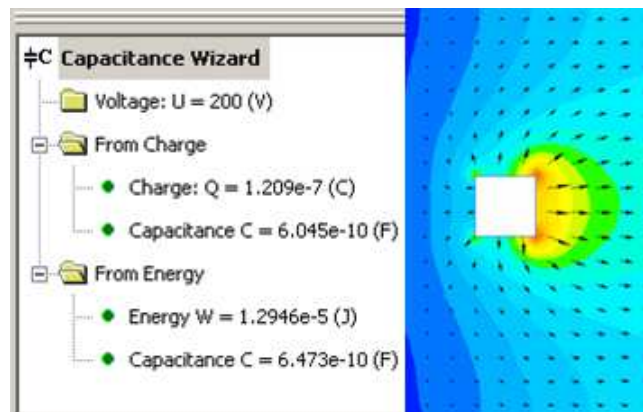 C Capacitance Wizard
Voltage: U = 200 (V)
From Charge
Charge: Q = 1.209e-7 (C)
Capacitance C = 6.045e-10 (F)
From Energy
Energy W = 1.2946e-5 (J)
Capacitance C = 6.473e-10 (F)